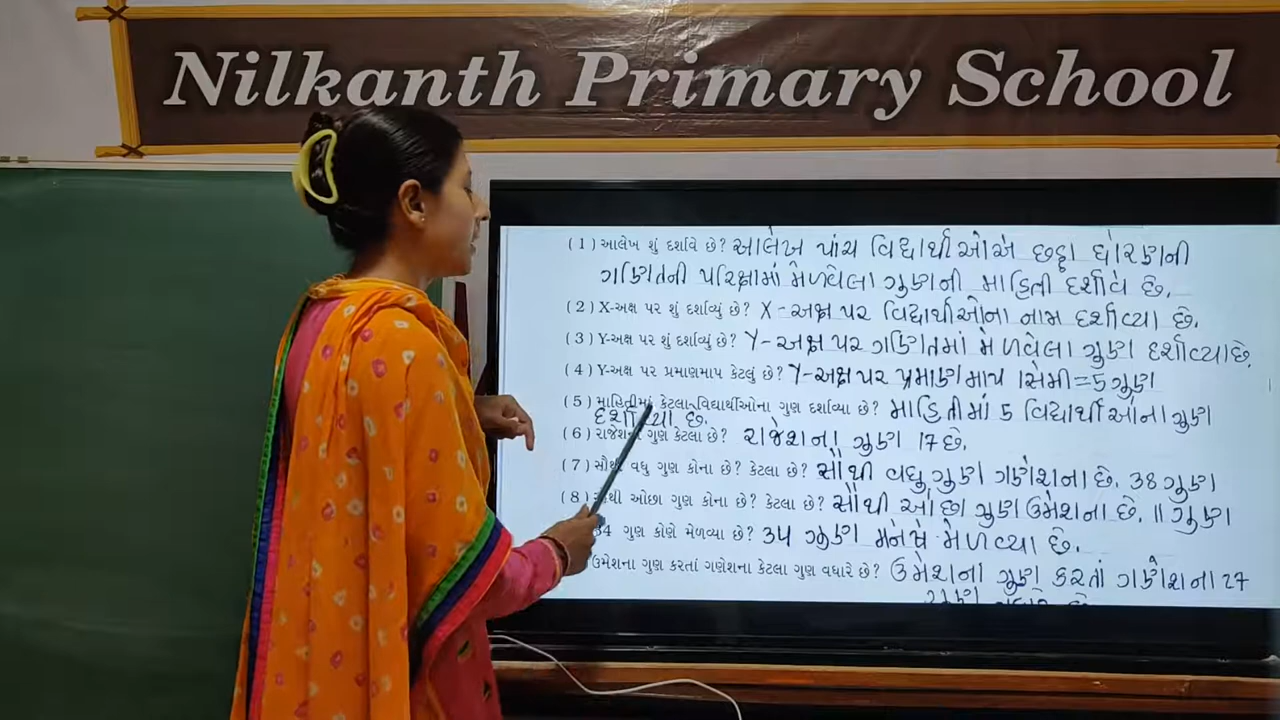 Nilkanth Primary School
(1) આલેખ શું દર્શાવે છે? આલેખ પાંચ વિદ્યાર્થીઓએ છઠ્ઠા ધોરણની
ગણિતની પરિક્ષામાં મેળવેલા ગુણની માહિતી દર્શાવે છે.
(2) X-અક્ષ પર શું દર્શાવ્યું છે? X-અક્ષ પર વિદ્યાર્થીઓના નામ દર્શાવ્યા છે.
(3) Y-અક્ષ પર શું દર્શાવ્યું છે? Y-અક્ષ પર ગણિતમાં મેળવેલા ગુણ દર્શાવ્યા છે.
(4) Y-અક્ષ પર પ્રમાણમાપ કેટલું છે? Y-અક્ષ પર પ્રમાણમાપ 1સેમી=5ગુણ
(5) માહિતીમાં કેટલા વિદ્યાર્થીઓના ગુણ દર્શાવ્યા છે? માહિતીમાં 5 વિદ્યાર્થીઓના ગુણ
દર્શાવ્યા છે.
(6) રાજેશના ગુણ કેટલા છે? રાજેશના ગુણ 17 છે.
(7) સૌથી વધુ ગુણ કોના છે? કેટલા છે? સૌથી વધુ ગુણ ગણેશના છે. 38 ગુણ
(8) સૌથી ઓછા ગુણ કોના છે? કેટલા છે? સૌથી ઓછા ગુણ ઉમેશના છે. 11 ગુણ
34 ગુણ કોણે મેળવ્યા છે? 34 ગુણ મેળવ્યા છે.
ઉમેશના ગુણ કરતાં ગણેશના કેટલા ગુણ વધારે છે? ઉમેશના ગુણ કરતાં ગણેશના 27